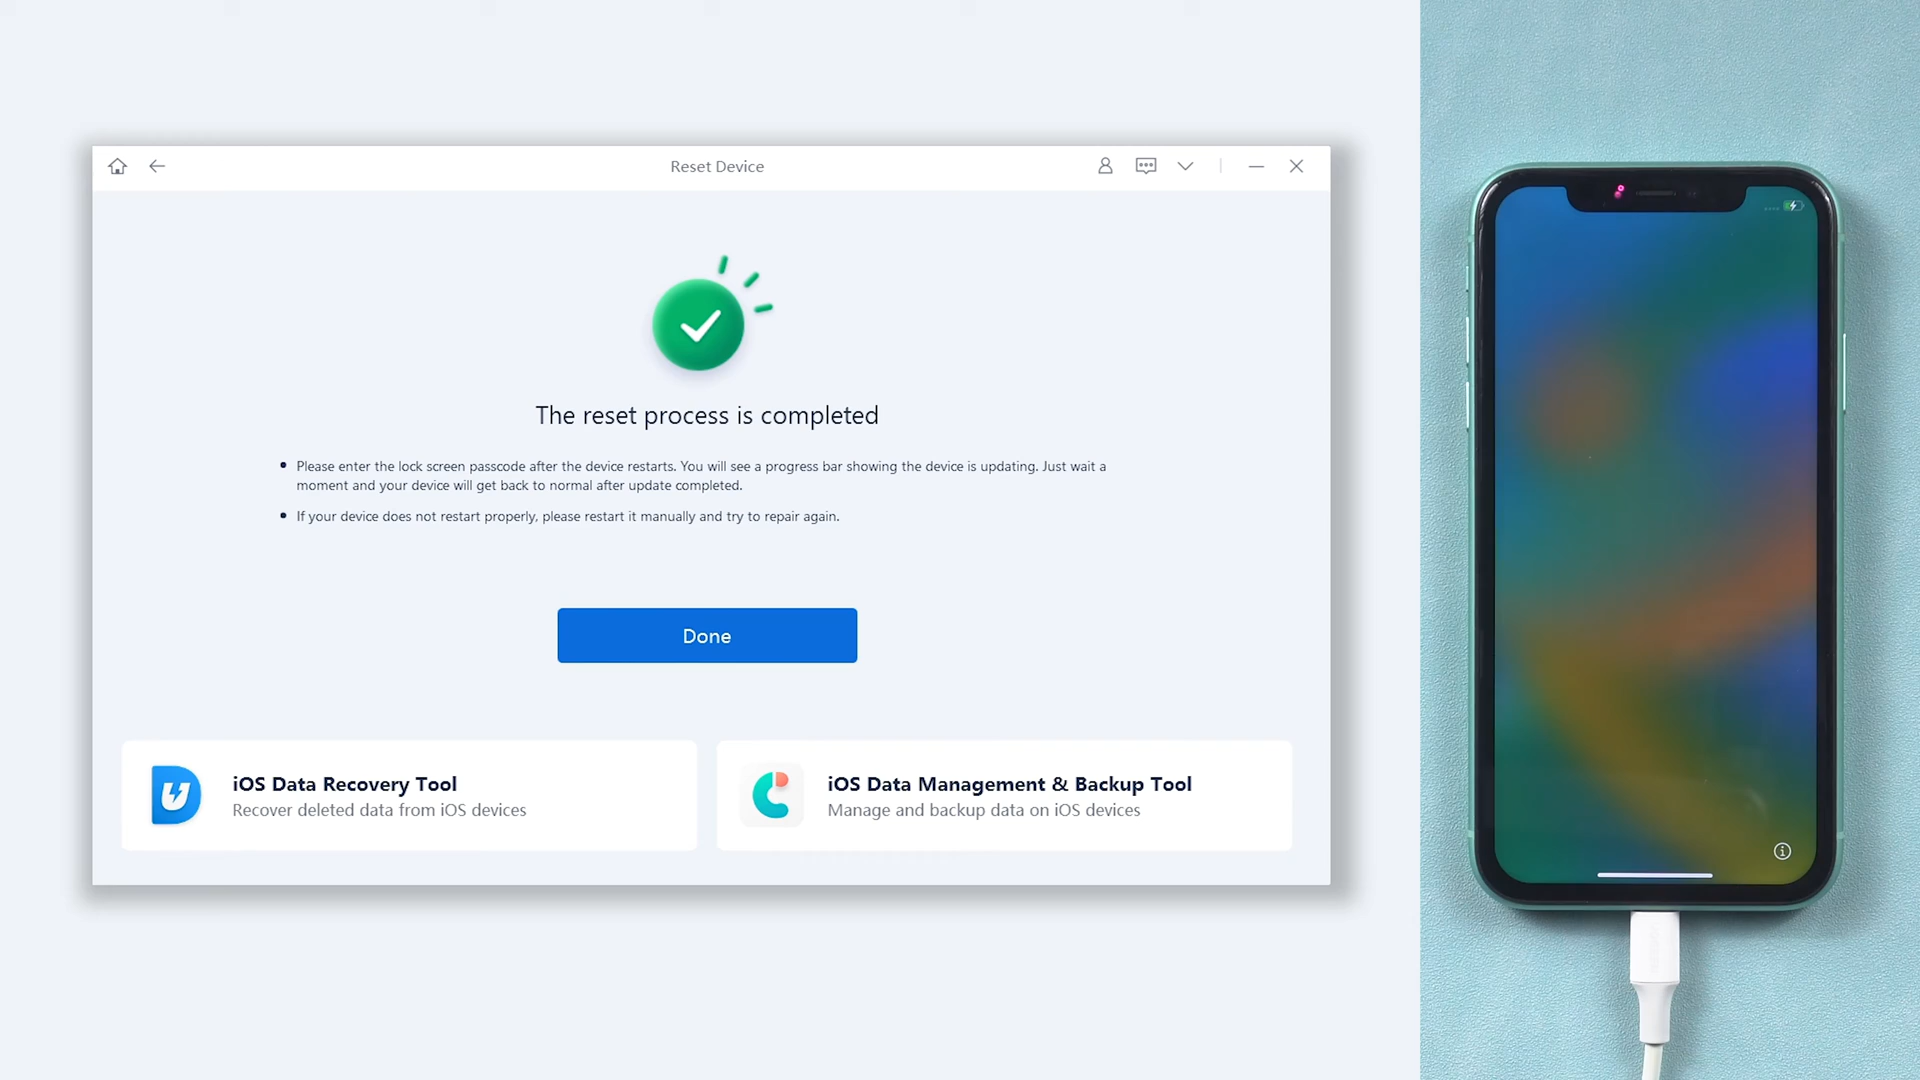 Reset Device
The reset process is completed
Please enter the lock screen passcode after the device restarts. You will see a progress bar showing the device is updating. Just wait a
moment and your device will get back to normal after update completed.
If your device does not restart properly, please restart it manually and try to repair again.
Done
iOS Data Recovery Tool
Recover deleted data from iOS devices
iOS Data Management & Backup Tool
Manage and backup data on iOS devices